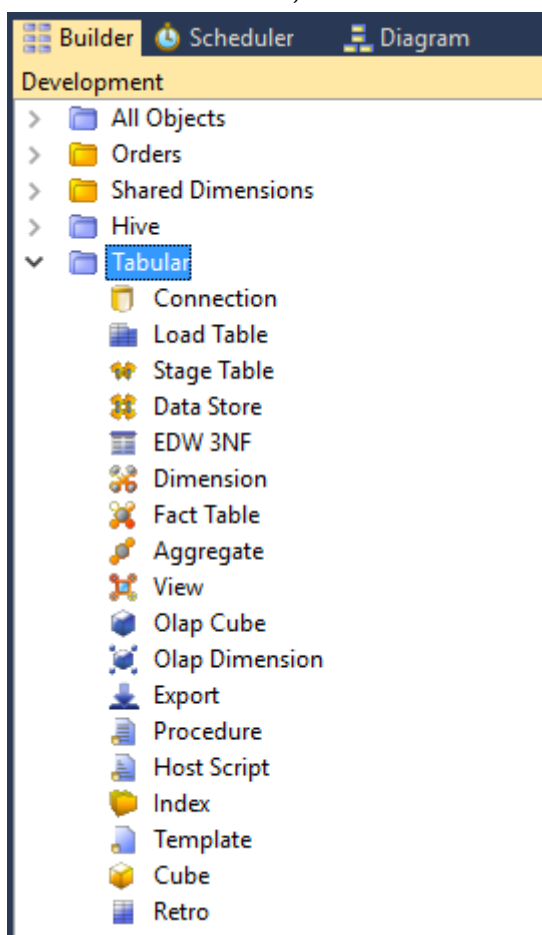 Builder Scheduler Diagram
Development
All Objects
Orders
Shared Dimensions
Hive
Tabular
Connection
Load Table
Stage Table
Data Store
EDW 3NF
Dimension
Fact Table
Aggregate
View
Olap Cube
Olap Dimension
Export
Procedure
Host Script
Index
Template
Cube
Retro